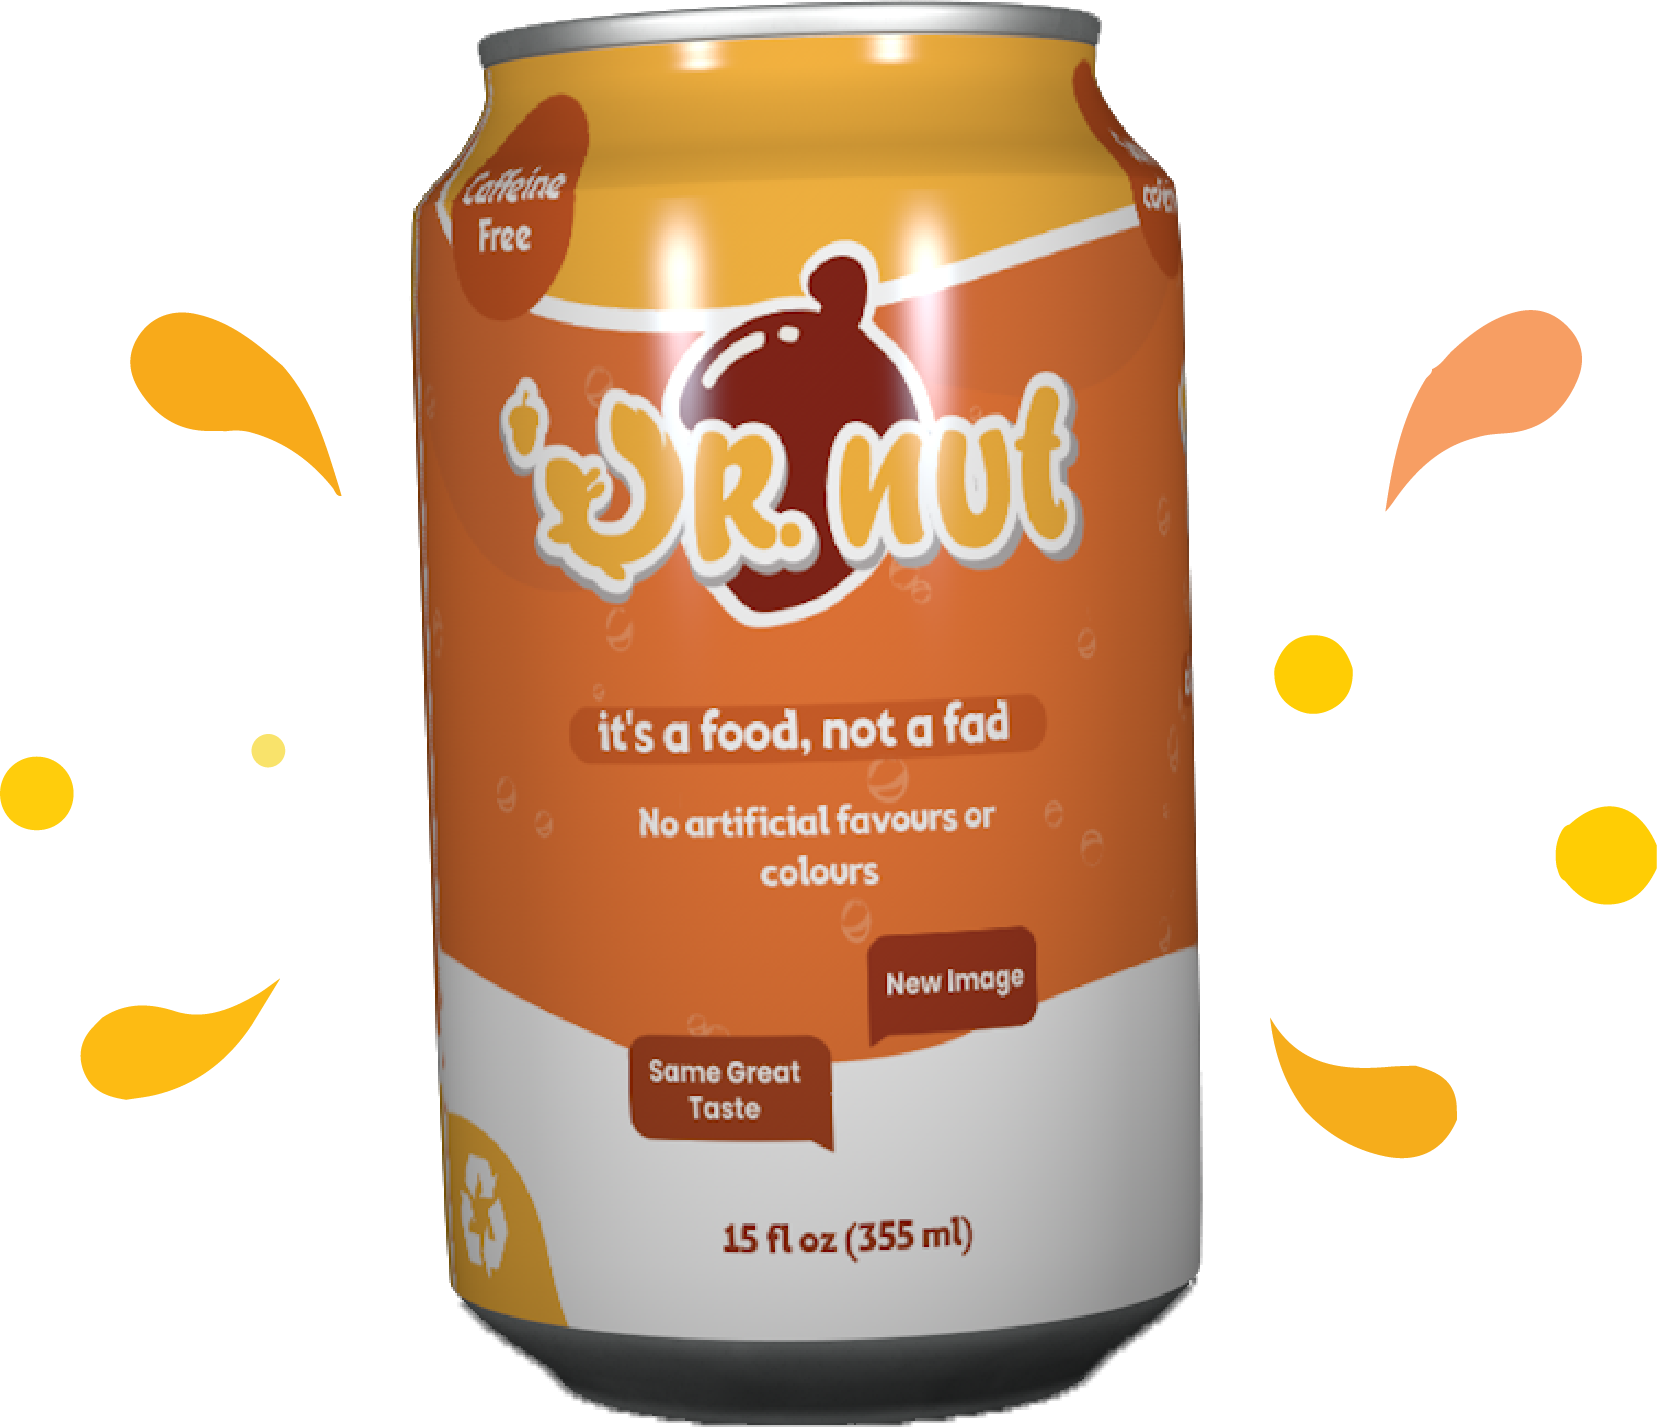 Caffeine
Free
Dr. nut
it's a food, not a fad
No artificial favours or
colours
New Image
Same Great
Taste
15 fl oz (355 ml)